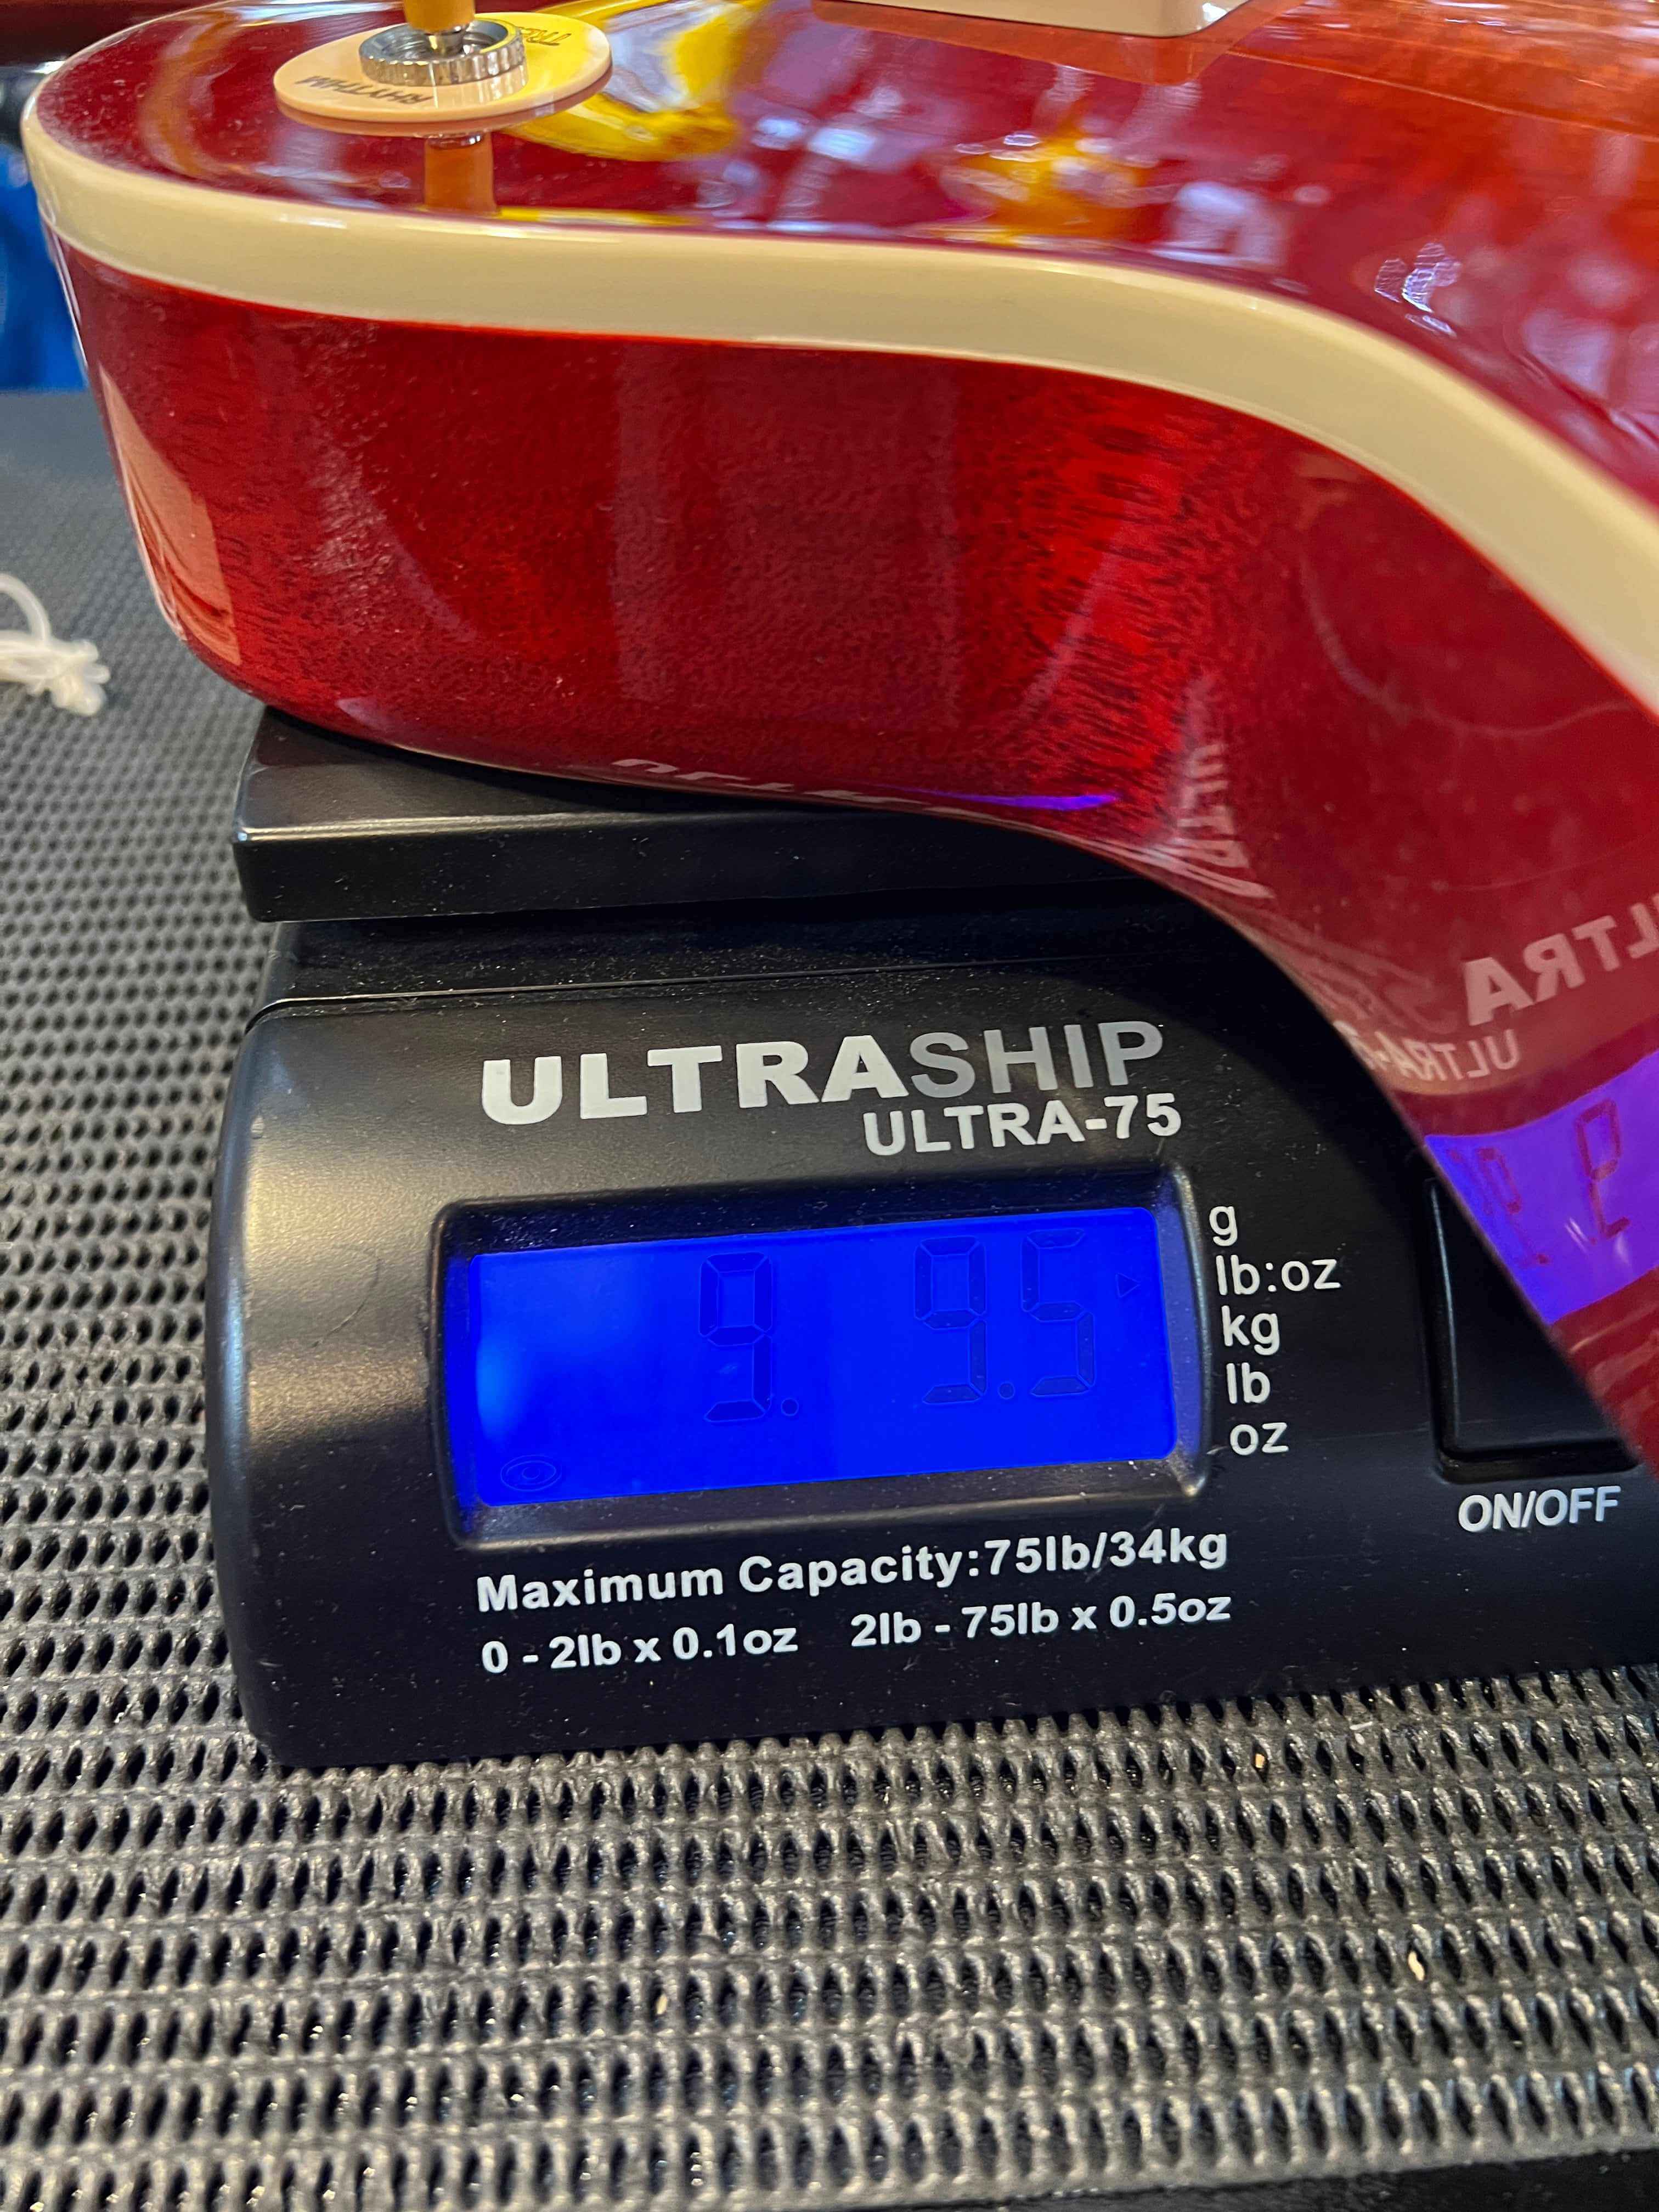 RHYTHM
ULTRASHIP
ULTRA-75
9. 9.5
g
lb:oz
kg
lb
oz
ON/OFF
Maximum Capacity:75lb/34kg
0 - 2lb x 0.1oz 2lb - 75lb x 0.5oz